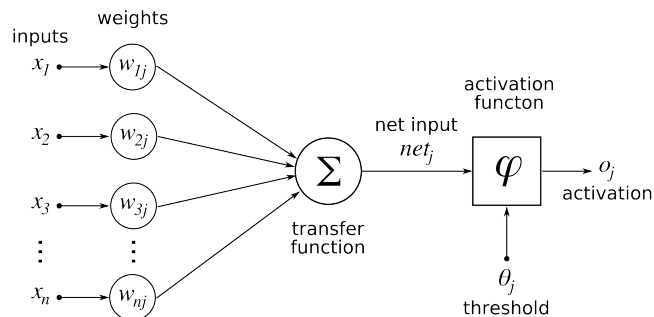 weights
inputs
x1
w1j
x2
w2j
x3
w3j
⋮
⋮
xn
wnj
Σ
transfer
function
net input
netj
activation
functon
φ
oj
activation
θj
threshold